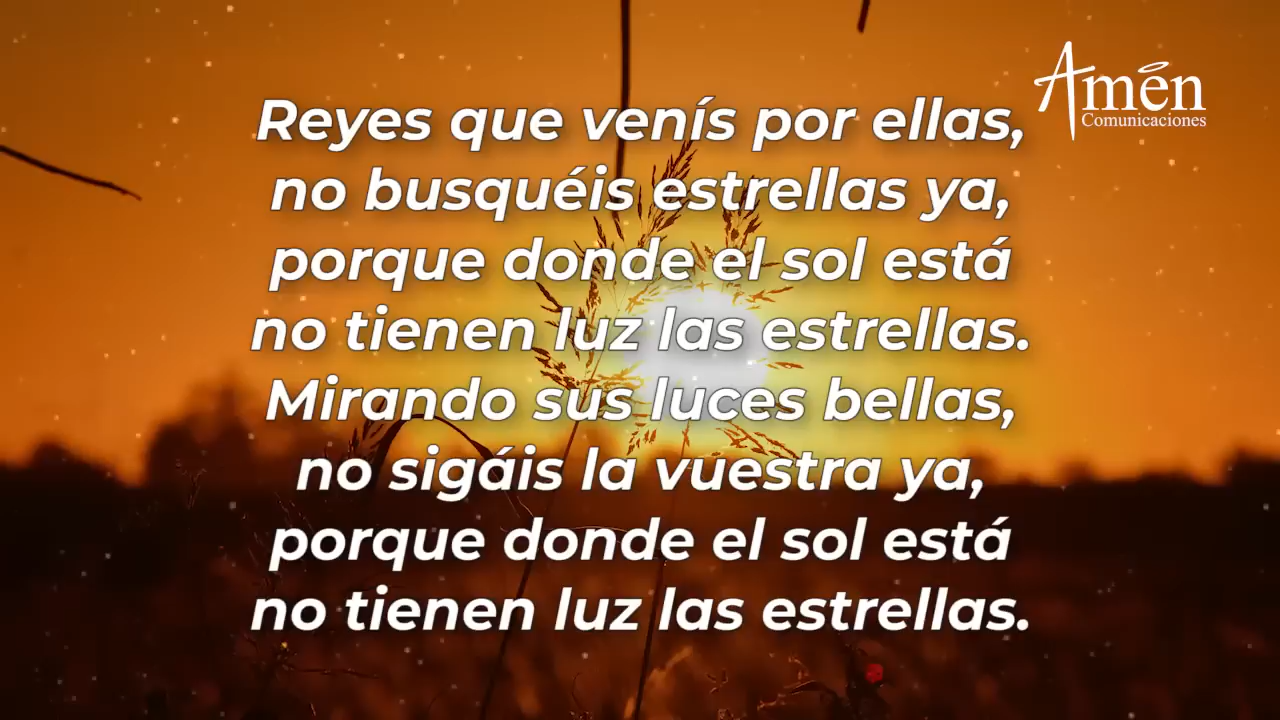 Amén
Comunicaciones
Reyes que venís por ellas,
no busquéis estrellas ya,
porque donde el sol está
no tienen luz las estrellas.
Mirando sus luces bellas,
no sigáis la vuestra ya,
porque donde el sol está
no tienen luz las estrellas.